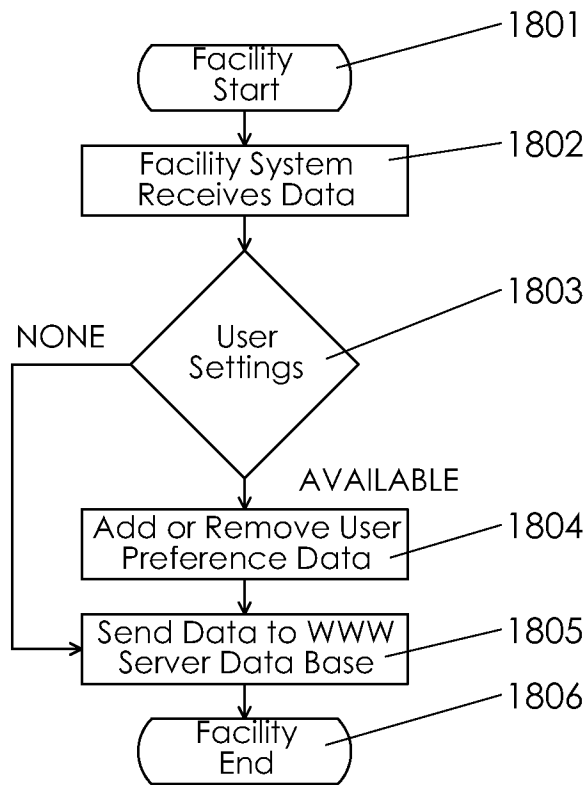 1801
Facility
Start
1802
Facility System
Receives Data
1803
NONE
User
Settings
AVAILABLE
1804
Add or Remove User
Preference Data
1805
Send Data to WWW
Server Data Base
1806
Facility
End